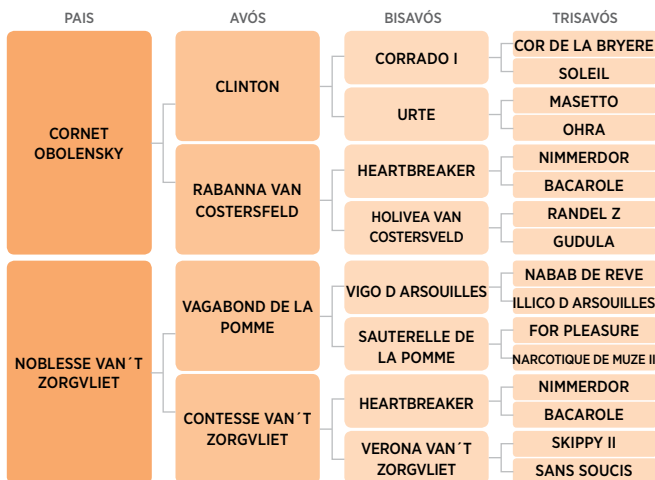 PAIS
AVÓS
BISAVÓS
TRISAVÓS
CORNET
OBOLENSKY
NOBLESSE VAN´T
ZORGVLIET
CLINTON
RABANNA VAN
COSTERSFELD
VAGABOND DE LA
POMME
CONTESSE VAN´T
ZORGVLIET
CORRADO I
URTE
HEARTBREAKER
HOLIVEA VAN
COSTERSVELD
VIGO D ARSOUILLES
SAUTERELLE DE
LA POMME
HEARTBREAKER
VERONA VAN´T
ZORGVLIET
COR DE LA BRYERE
SOLEIL
MASETTO
OHRA
NIMMERDOR
BACAROLE
RANDEL Z
GUDULA
NABAB DE REVE
ILLICO D ARSOUILLES
FOR PLEASURE
NARCOTIQUE DE MUZE II
NIMMERDOR
BACAROLE
SKIPPY II
SANS SOUCIS